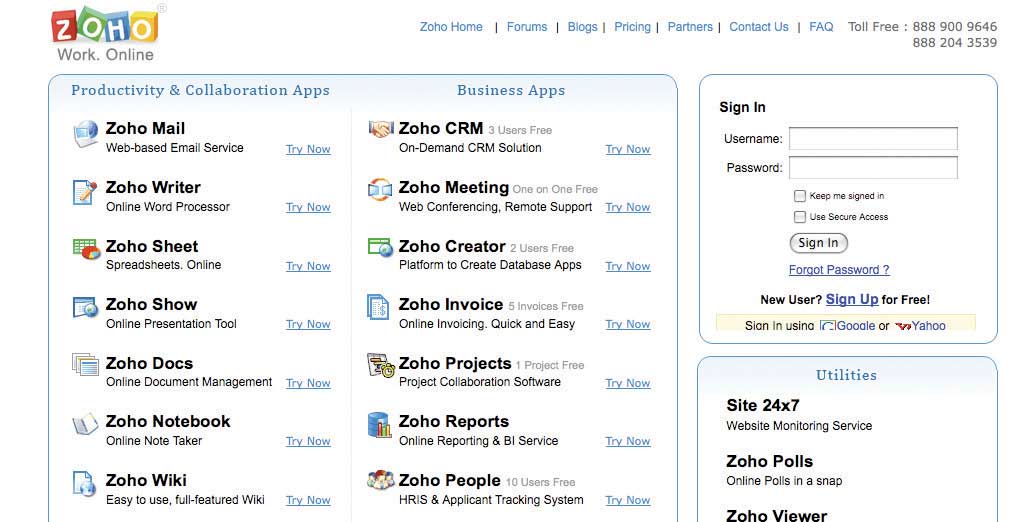 ZOHO®
Work. Online
Zoho Home | Forums | Blogs | Pricing | Partners | Contact Us | FAQ Toll Free : 888 900 9646
888 204 3539
Productivity & Collaboration Apps
Zoho Mail
Web-based Email Service Try Now
Zoho Writer
Online Word Processor Try Now
Zoho Sheet
Spreadsheets. Online Try Now
Zoho Show
Online Presentation Tool Try Now
Zoho Docs
Online Document Management Try Now
Zoho Notebook
Online Note Taker Try Now
Zoho Wiki
Easy to use, full-featured Wiki Try Now
Business Apps
Zoho CRM 3 Users Free
On-Demand CRM Solution Try Now
Zoho Meeting One on One Free
Web Conferencing, Remote Support Try Now
Zoho Creator 2 Users Free
Platform to Create Database Apps Try Now
Zoho Invoice 5 Invoices Free
Online Invoicing. Quick and Easy Try Now
Zoho Projects 1 Project Free
Project Collaboration Software Try Now
Zoho Reports
Online Reporting & BI Service Try Now
Zoho People 10 Users Free
HRIS & Applicant Tracking System Try Now
Sign In
Username:
Password:
Keep me signed in
Use Secure Access
Sign In
Forgot Password ?
New User? Sign Up for Free!
Sign In using Google or Yahoo
Utilities
Site 24x7
Website Monitoring Service
Zoho Polls
Online Polls in a snap
Zoho Viewer